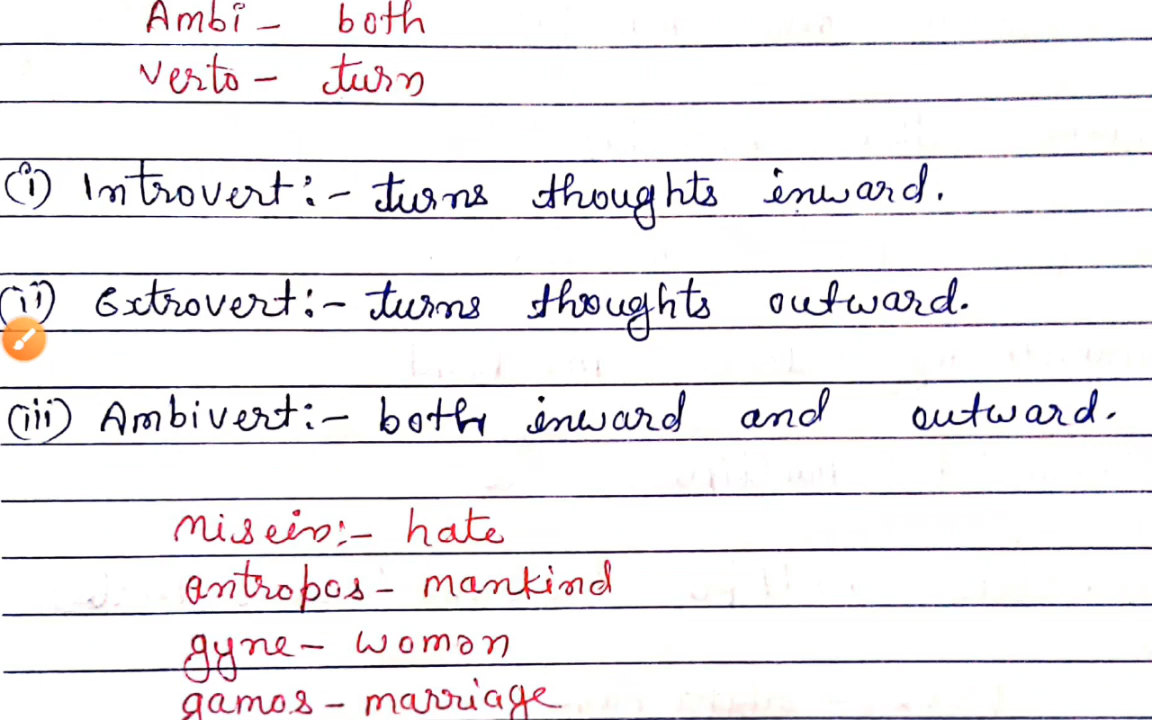 Ambi - both
Verto - turn
(i) Introvert:- turns thoughts inward.
(ii) Extrovert:- turns thoughts outward.
(iii) Ambivert:- both inward and outward.
Misein:- hate
antropos - mankind
gyne - woman
gamos - marriage